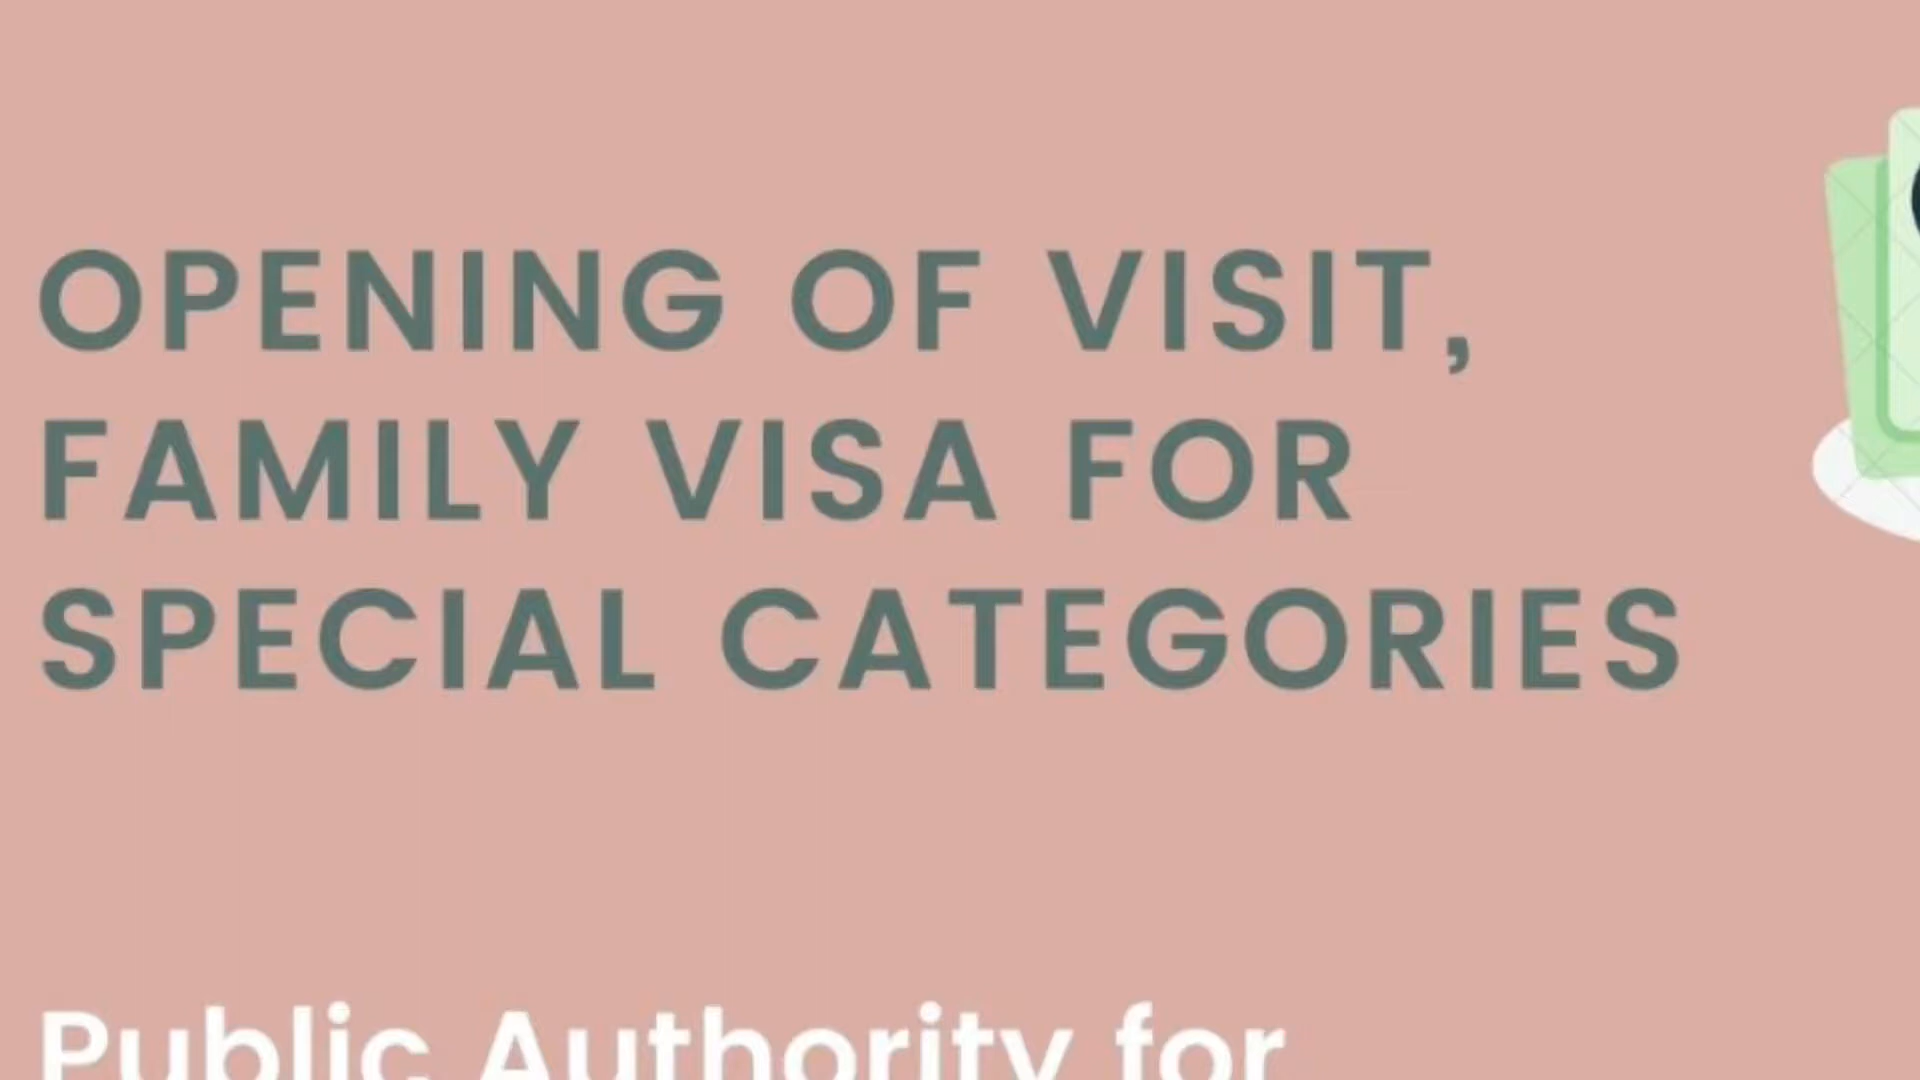 OPENING OF VISIT,
FAMILY VISA FOR
SPECIAL CATEGORIES
Public Authority for